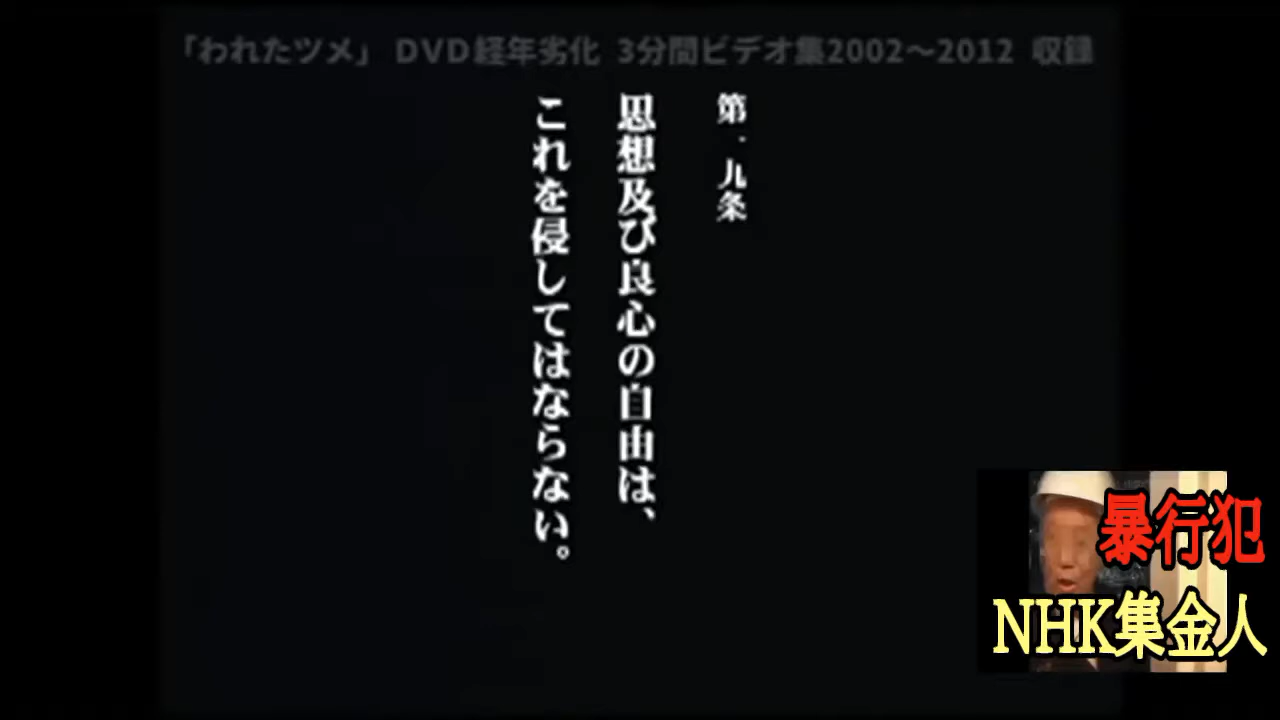 「われたツメ」 DVD経年劣化 3分間ビデオ集2002～2012 収録
第一九条
思想及び良心の自由は、
これを侵してはならない。
暴行犯
NHK集金人